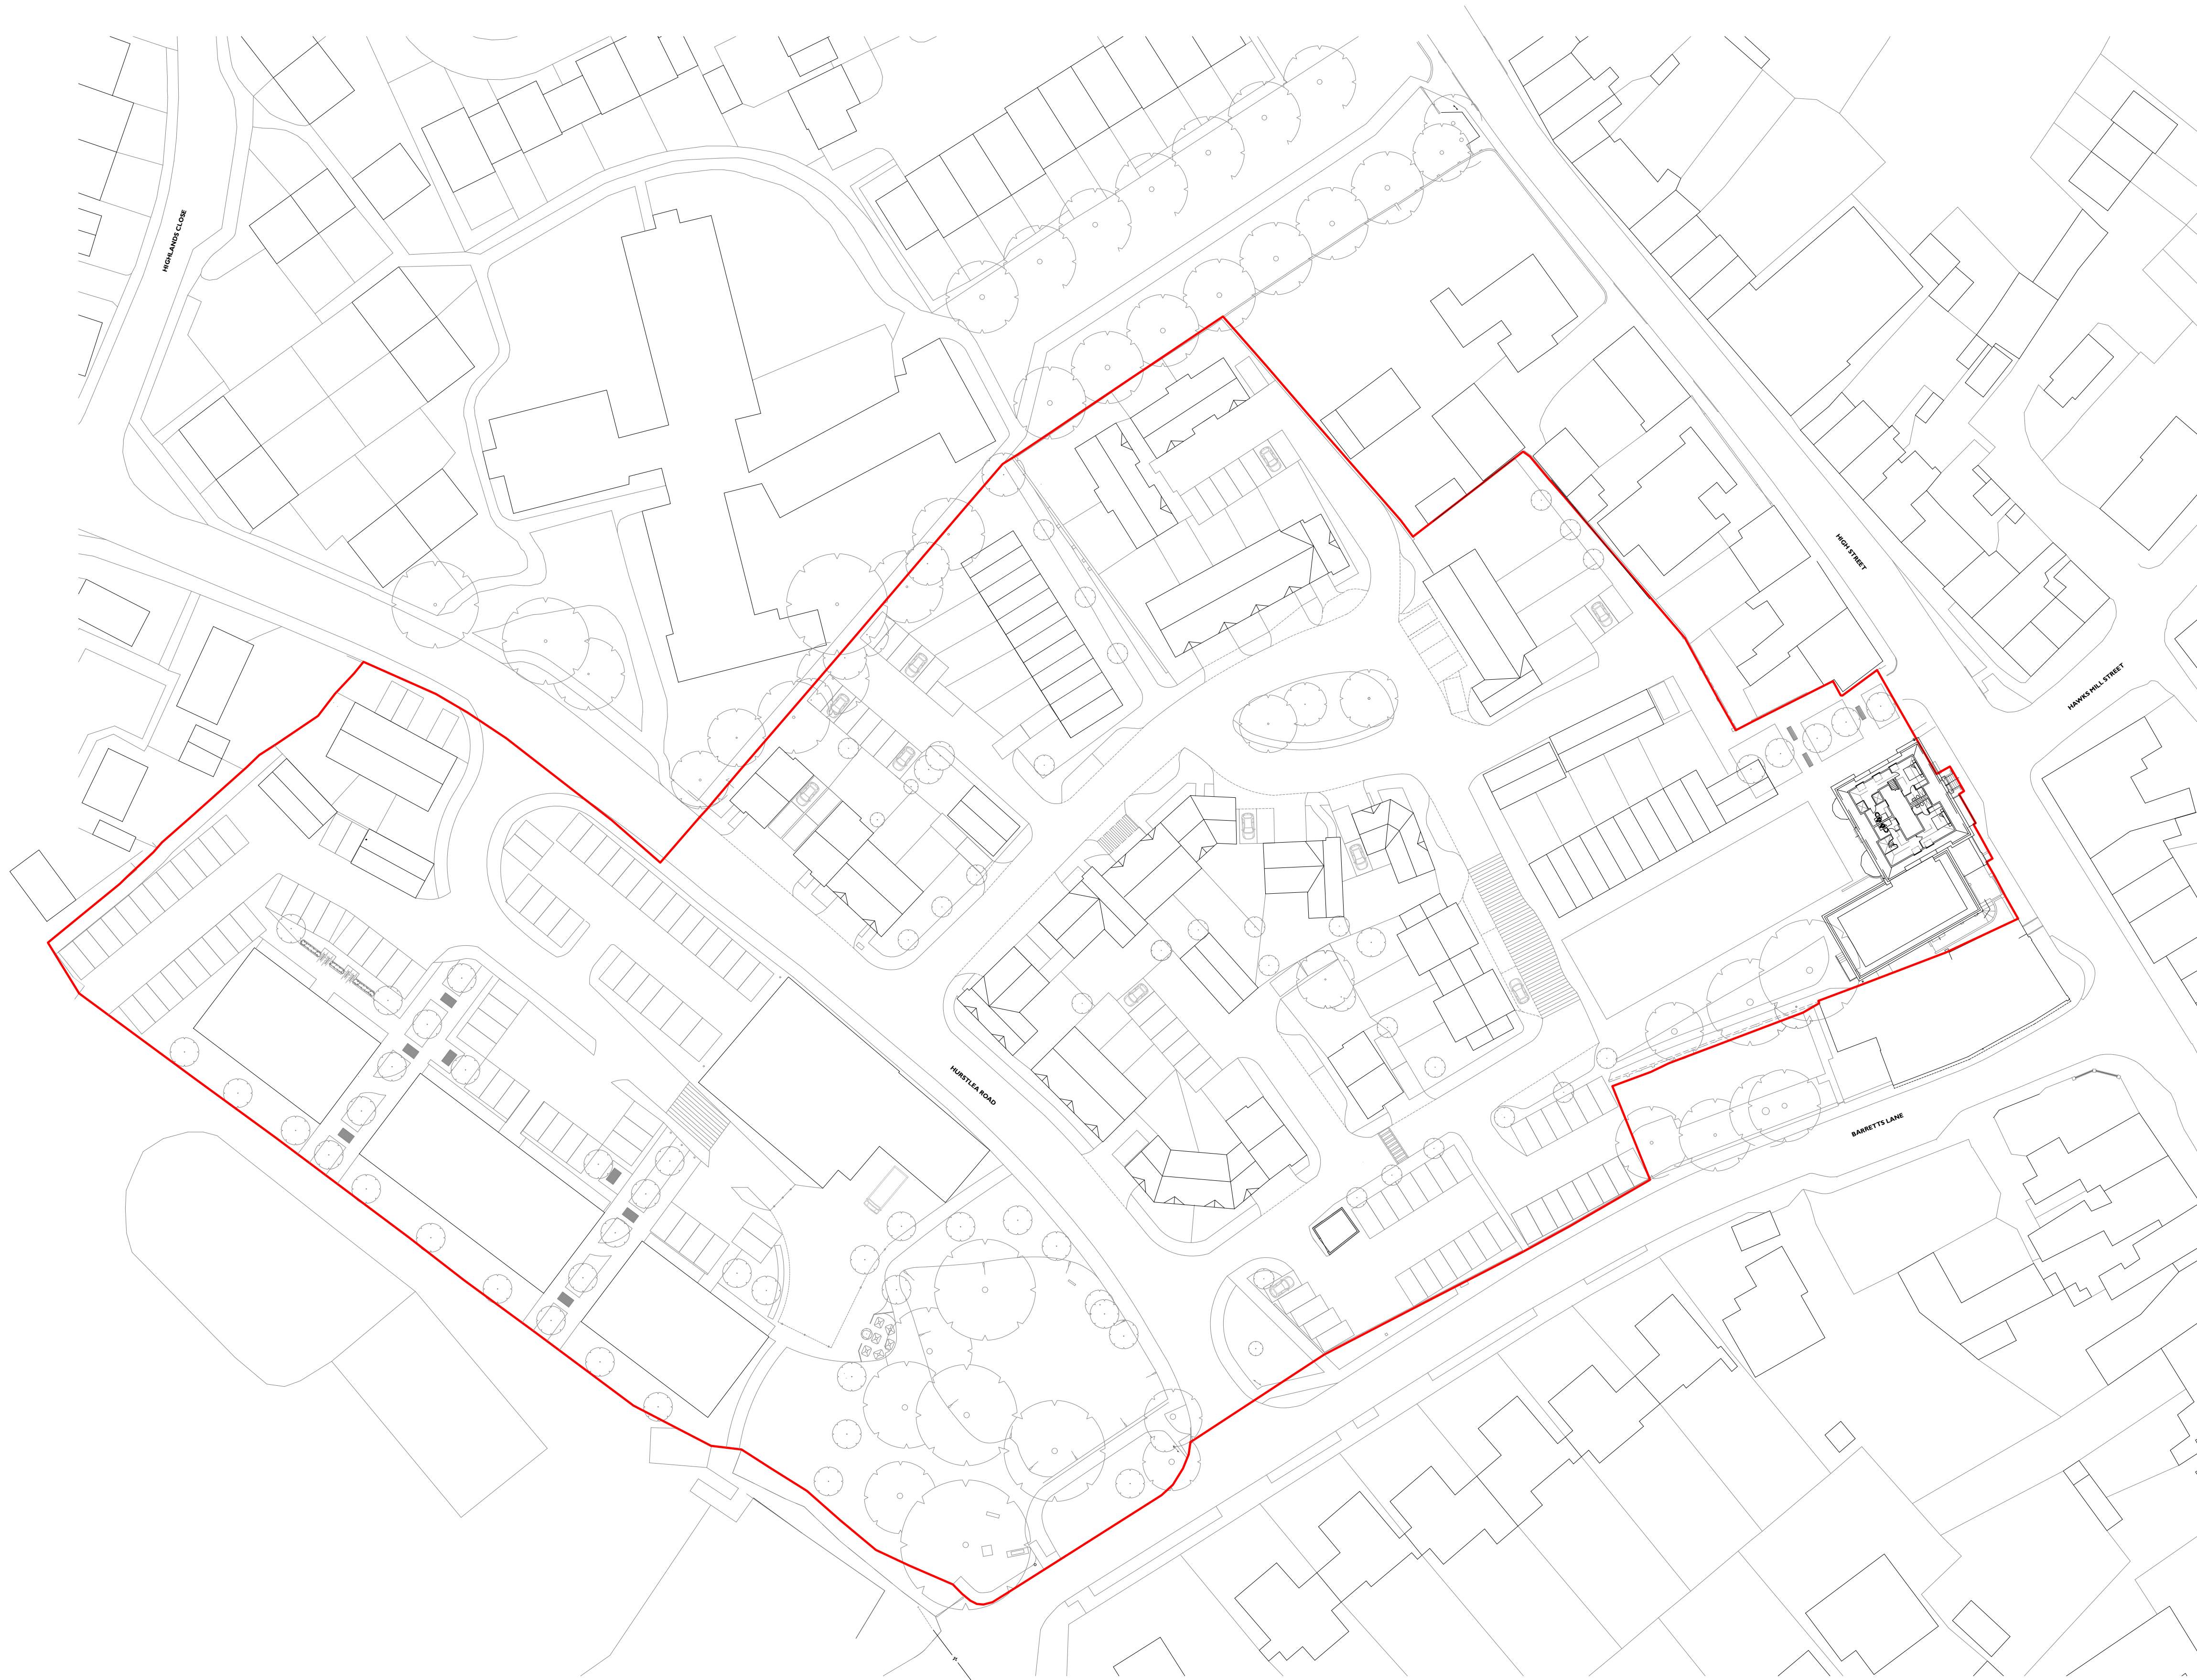 HIGHLANDS CLOSE
HIGH STREET
HAWKS MILL STREET
HURSTLEA ROAD
BARRETTS LANE